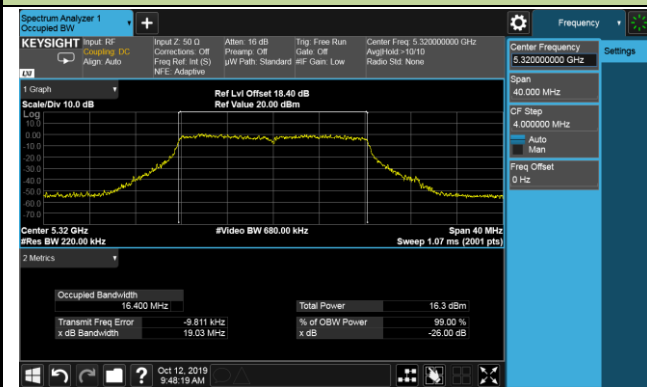 Spectrum Analyzer 1
Occupied BW
+
Frequency
KEYSIGHT
Input: RF
Coupling: DC
Align: Auto
Input Z: 50 Ω
Corrections: Off
Freq Ref: Int (S)
NFE: Adaptive
Atten: 16 dB
Preamp: Off
µW Path: Standard
Trig: Free Run
Gate: Off
#IF Gain: Low
Center Freq: 5.320000000 GHz
Avg|Hold:>10/10
Radio Std: None
LXI
Center Frequency
5.320000000 GHz
Settings
Span
40.000 MHz
CF Step
4.000000 MHz
Auto
Man
Freq Offset
0 Hz
1 Graph
Scale/Div 10.0 dB
Ref Lvl Offset 18.40 dB
Ref Value 20.00 dBm
Log
10.0
0.00
-10.0
-20.0
-30.0
-40.0
-50.0
-60.0
-70.0
Center 5.32 GHz
#Res BW 220.00 kHz
#Video BW 680.00 kHz
Span 40 MHz
Sweep 1.07 ms (2001 pts)
2 Metrics
Occupied Bandwidth
16.400 MHz
Total Power 16.3 dBm
Transmit Freq Error -9.811 kHz
% of OBW Power 99.00 %
x dB Bandwidth 19.03 MHz
x dB -26.00 dB
?
Oct 12, 2019
9:48:19 AM